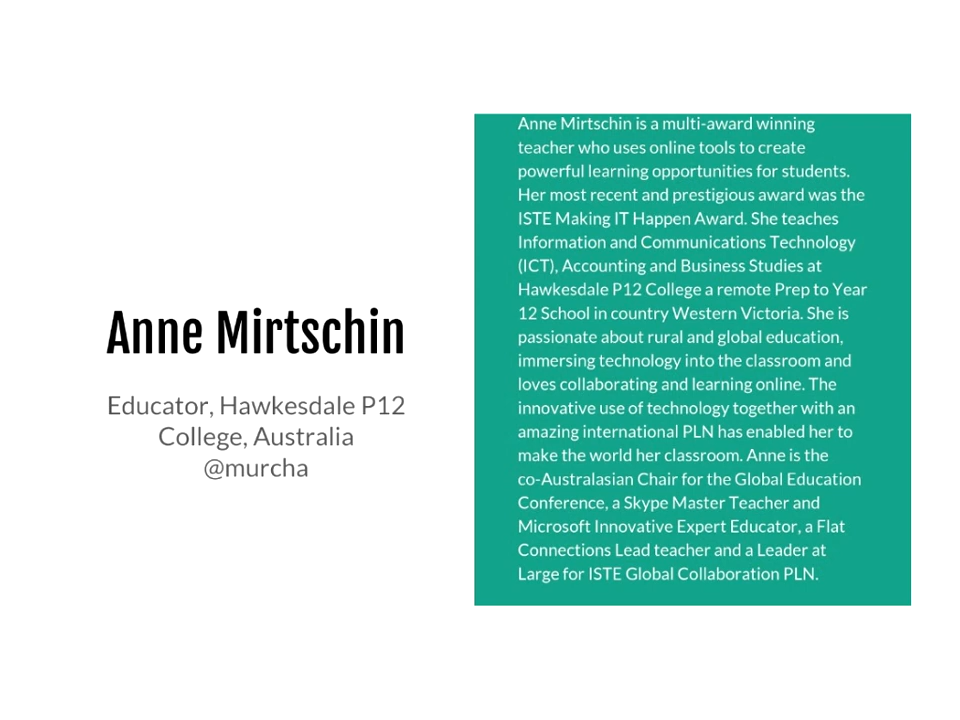 Anne Mirtschin
Educator, Hawkesdale P12
College, Australia
@murcha
Anne Mirtschin is a multi-award winning
teacher who uses online tools to create
powerful learning opportunities for students.
Her most recent and prestigious award was the
ISTE Making IT Happen Award. She teaches
Information and Communications Technology
(ICT), Accounting and Business Studies at
Hawkesdale P12 College a remote Prep to Year
12 School in country Western Victoria. She is
passionate about rural and global education,
immersing technology into the classroom and
loves collaborating and learning online. The
innovative use of technology together with an
amazing international PLN has enabled her to
make the world her classroom. Anne is the
co-Australasian Chair for the Global Education
Conference, a Skype Master Teacher and
Microsoft Innovative Expert Educator, a Flat
Connections Lead teacher and a Leader at
Large for ISTE Global Collaboration PLN.